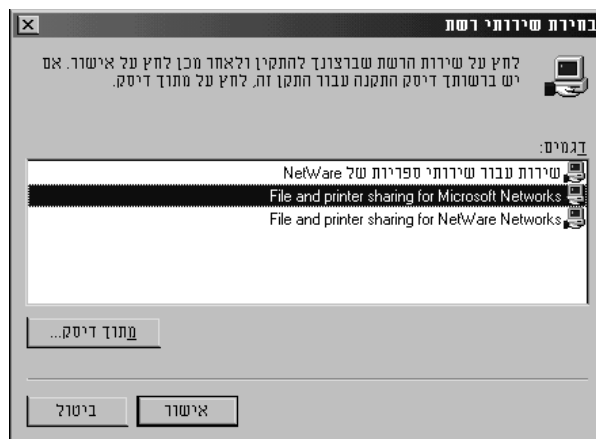 בחירת שירותי רשת
לחץ על שירות הרשת שברצונך להתקין ולאחר מכן לחץ על אישור. אם
יש ברשותך דיסק התקנה עבור התקן זה, לחץ על מתוך דיסק.
דגמים:
שירות עבור שירותי ספריות של NetWare
File and printer sharing for Microsoft Networks
File and printer sharing for NetWare Networks
מתוך דיסק...
אישור
ביטול